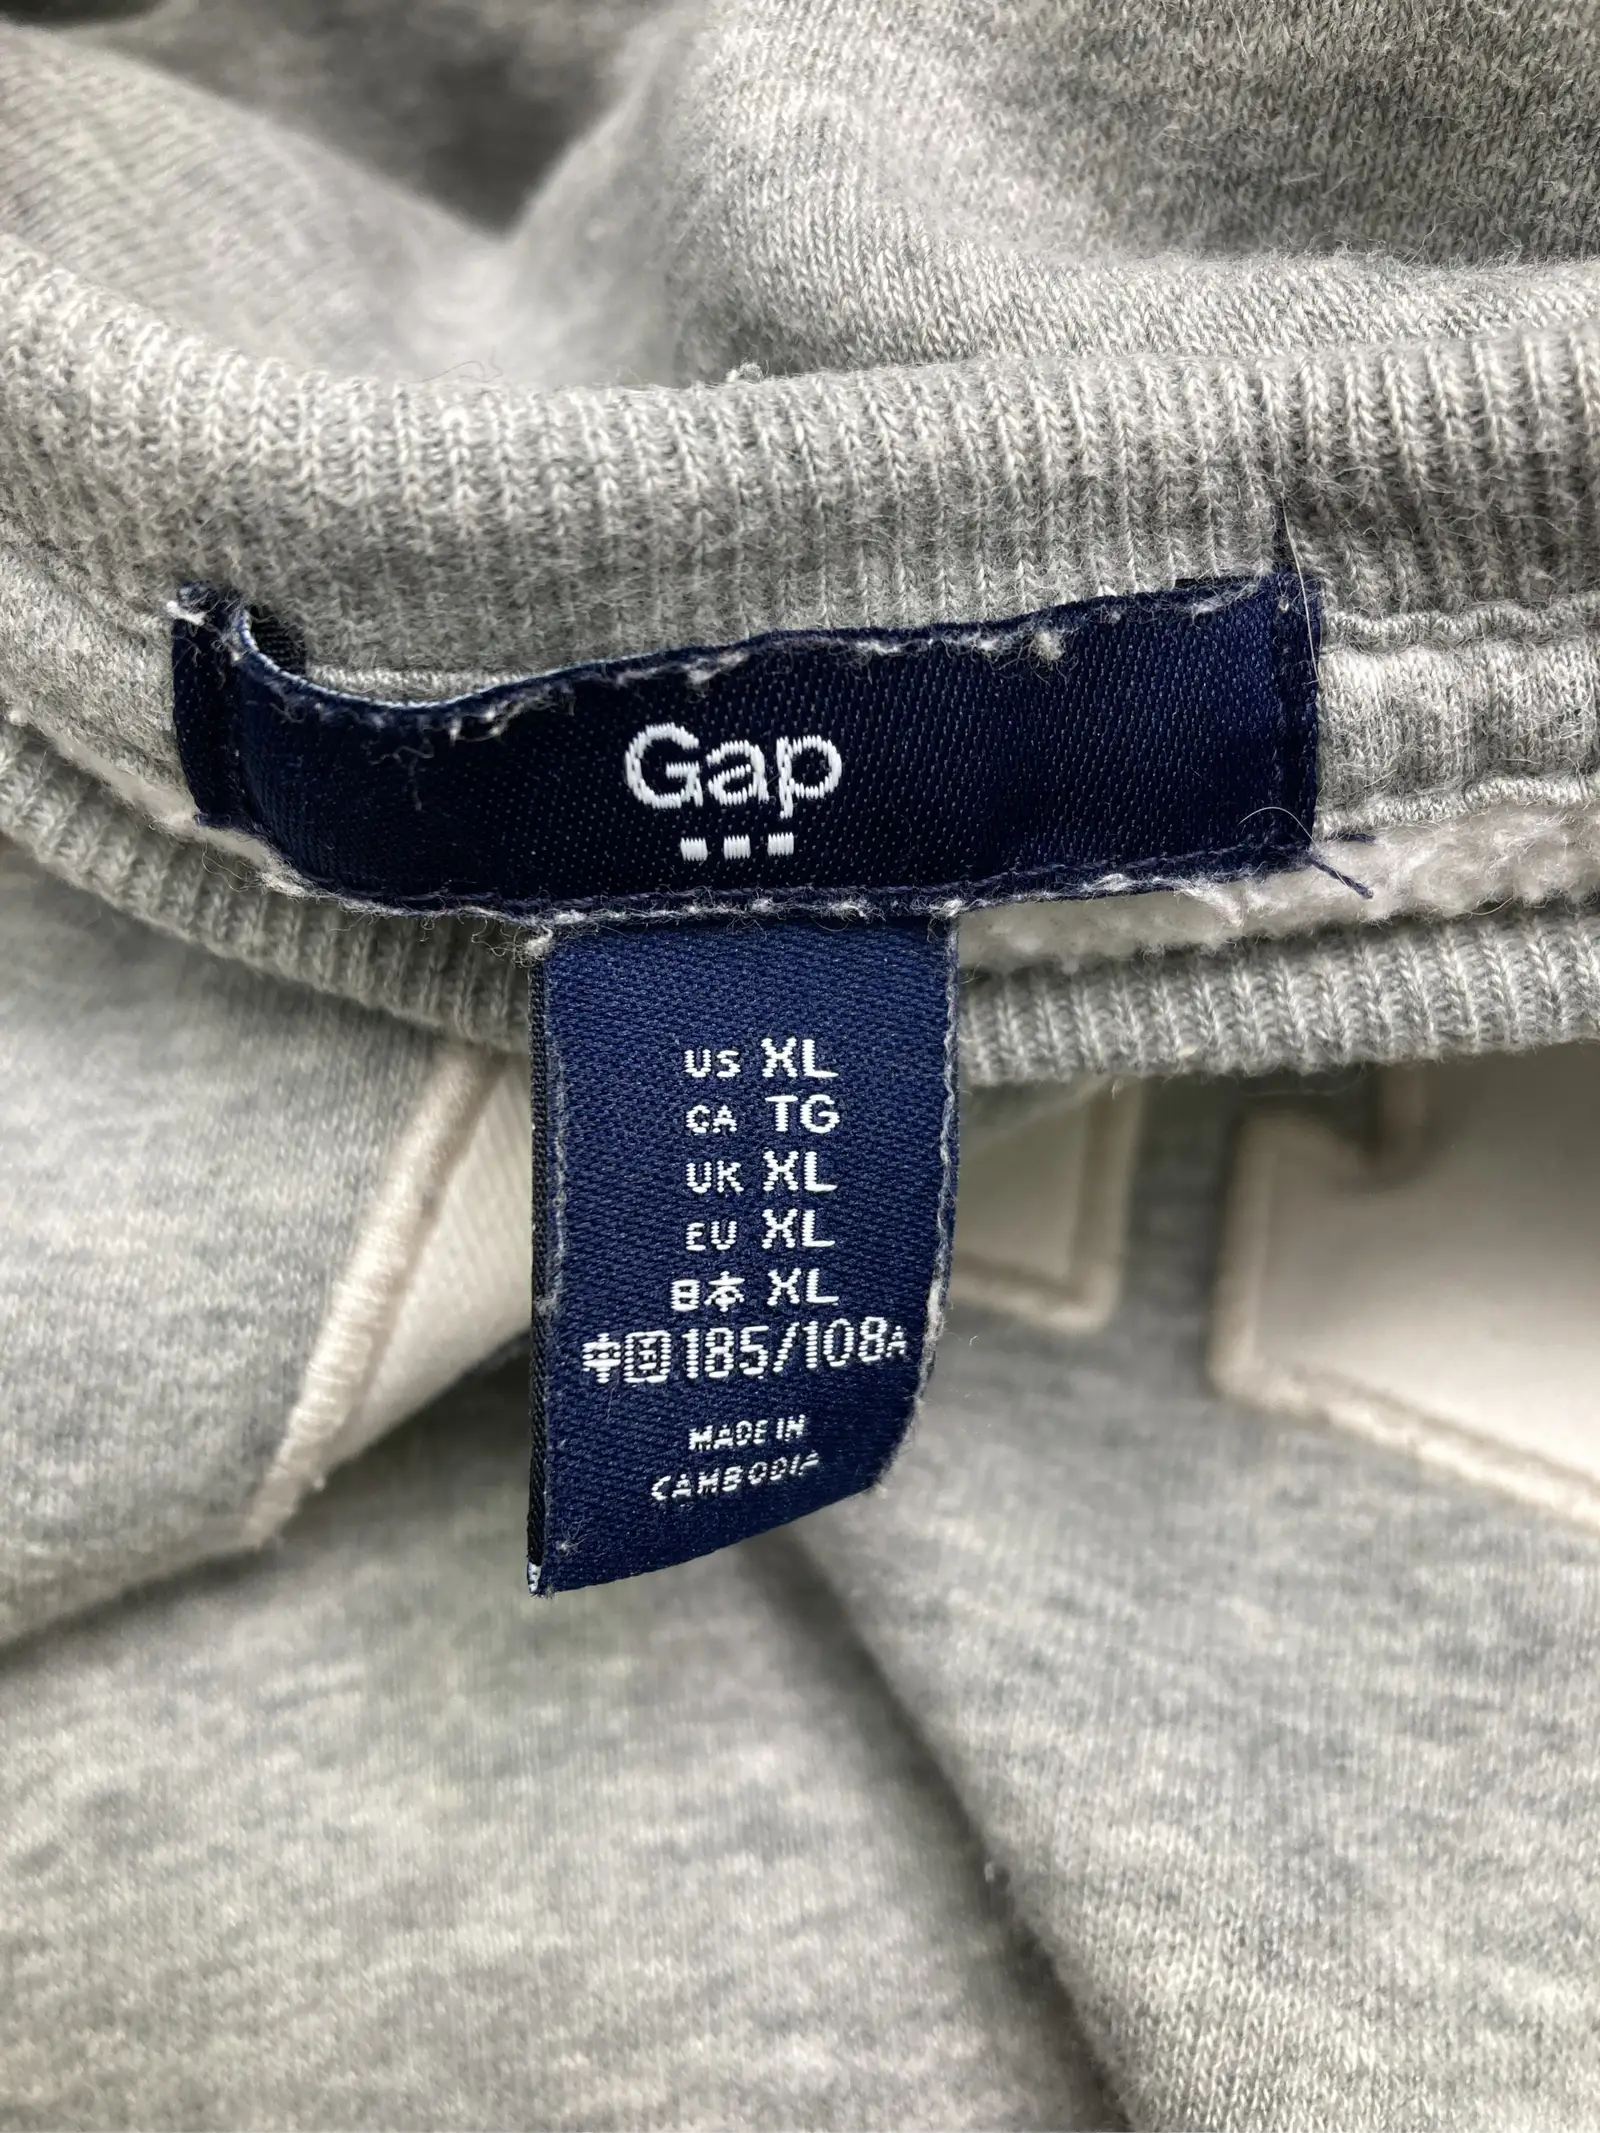 Gap
US XL
CA TG
UK XL
EU XL
日本 XL
中国 185/108A
MADE IN
CAMBODIA